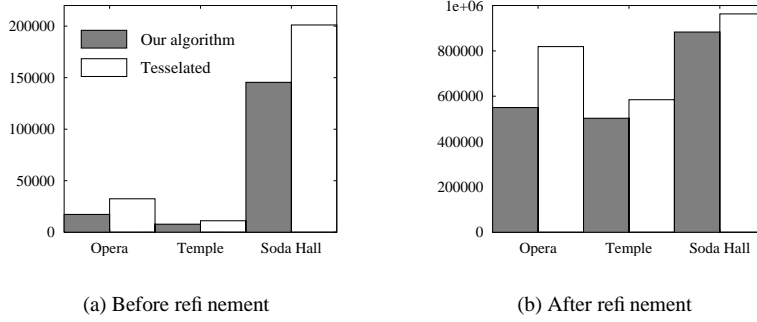 200000
150000
100000
50000
0
Our algorithm
Tesselated
Opera Temple Soda Hall
(a) Before refi nement
1e+06
800000
600000
400000
200000
0
Opera Temple Soda Hall
(b) After refi nement